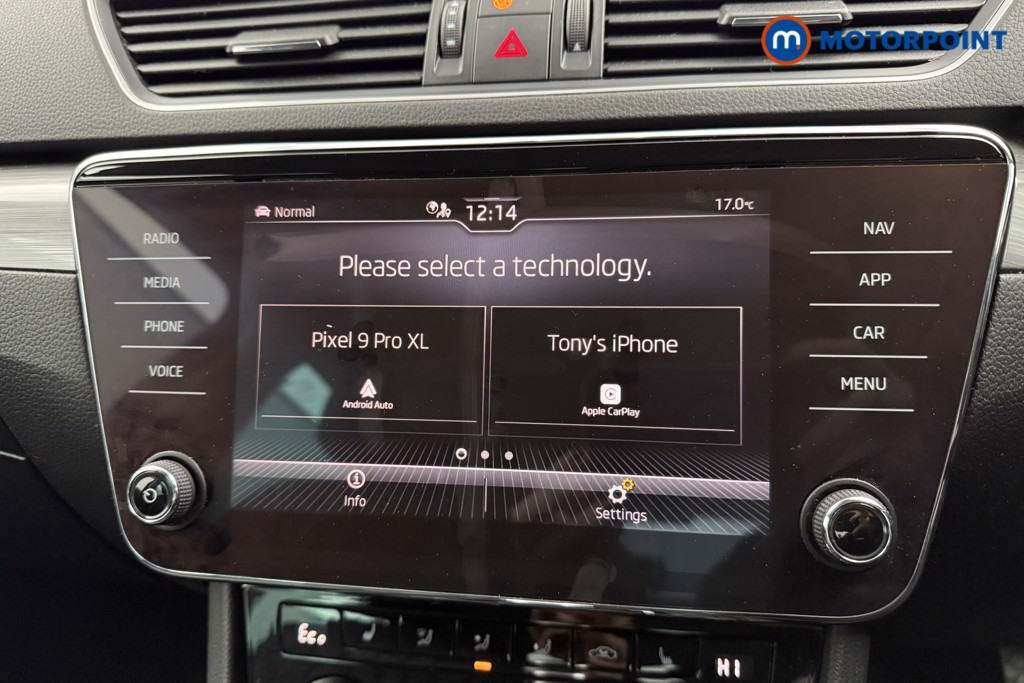 m MOTORPOINT
Normal 12:14 17.0°C
RADIO
MEDIA
PHONE
VOICE
Please select a technology.
Pixel 9 Pro XL
Android Auto
Tony's iPhone
Apple CarPlay
Info
Settings
NAV
APP
CAR
MENU
Eco
HI